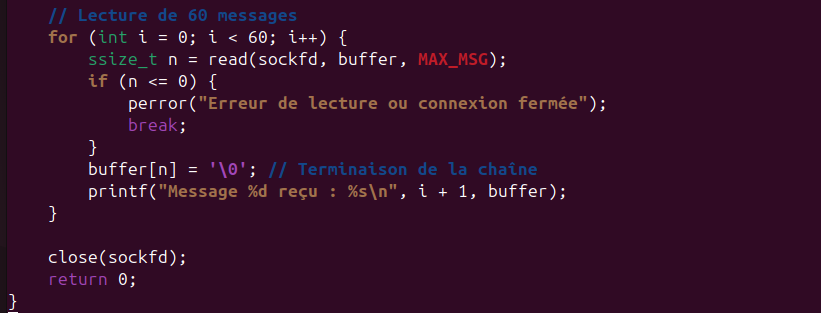 // Lecture de 60 messages
for (int i = 0; i < 60; i++) {
ssize_t n = read(sockfd, buffer, MAX_MSG);
if (n <= 0) {
perror("Erreur de lecture ou connexion fermée");
break;
}
buffer[n] = '\0'; // Terminaison de la chaîne
printf("Message %d reçu : %s\n", i + 1, buffer);
}
close(sockfd);
return 0;
}